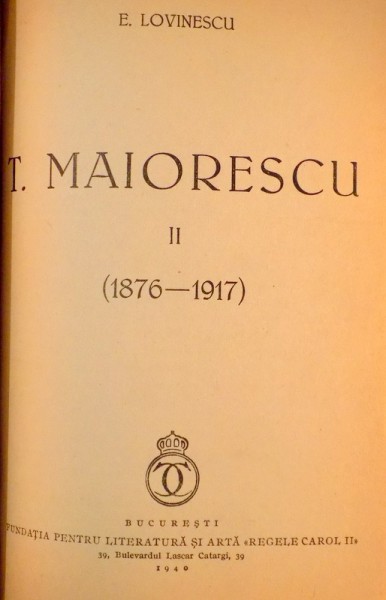 E. LOVINESCU
T. MAIORESCU
II
(1876—1917)
BUCUREȘTI
FUNDAȚIA PENTRU LITERATURĂ ȘI ARTĂ «REGELE CAROL II»
39, Bulevardul Lascar Catargi, 39
1940